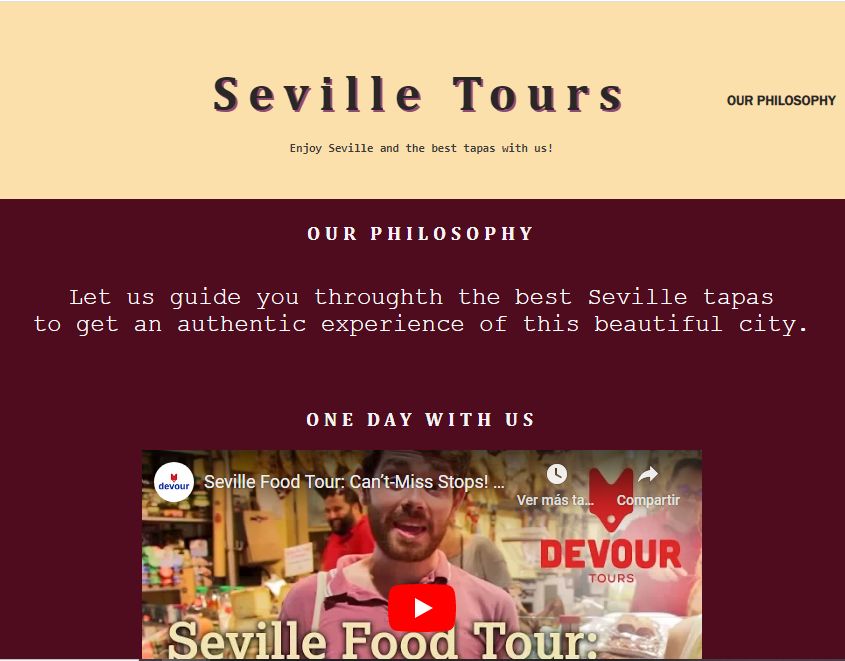 Seville Tours
OUR PHILOSOPHY
Enjoy Seville and the best tapas with us!
OUR PHILOSOPHY
Let us guide you throughth the best Seville tapas
to get an authentic experience of this beautiful city.
ONE DAY WITH US
devour
Seville Food Tour: Can't-Miss Stops! ...
Ver más ta...
Compartir
DEVOUR
TOURS
Seville Food Tour: